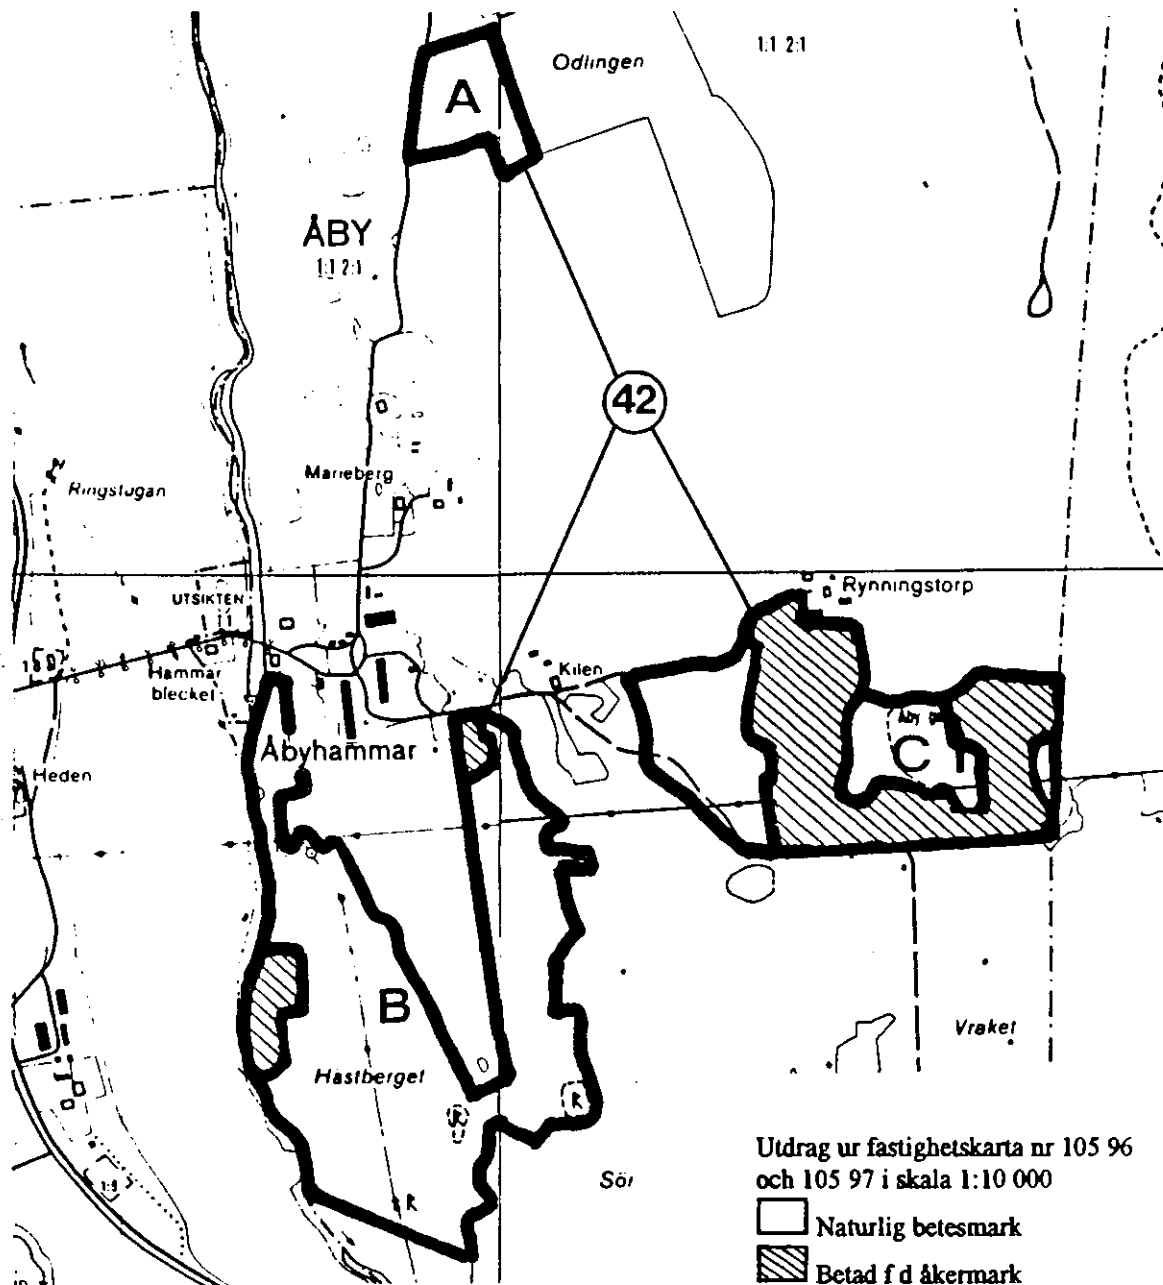 Odlingen
1:1 2:1
A
ÅBY
1:1 2:1
42
Marieberg
Ringstugan
UTSIKTEN
Rynningstorp
Kilen
Hammar
bleckel
Åby
Åbyhammar
C
Heden
B
Vraket
Hästberget
R
R
Utdrag ur fastighetskarta nr 105 96
och 105 97 i skala 1:10 000
Sör
R
Naturlig betesmark
Betad f d åkermark